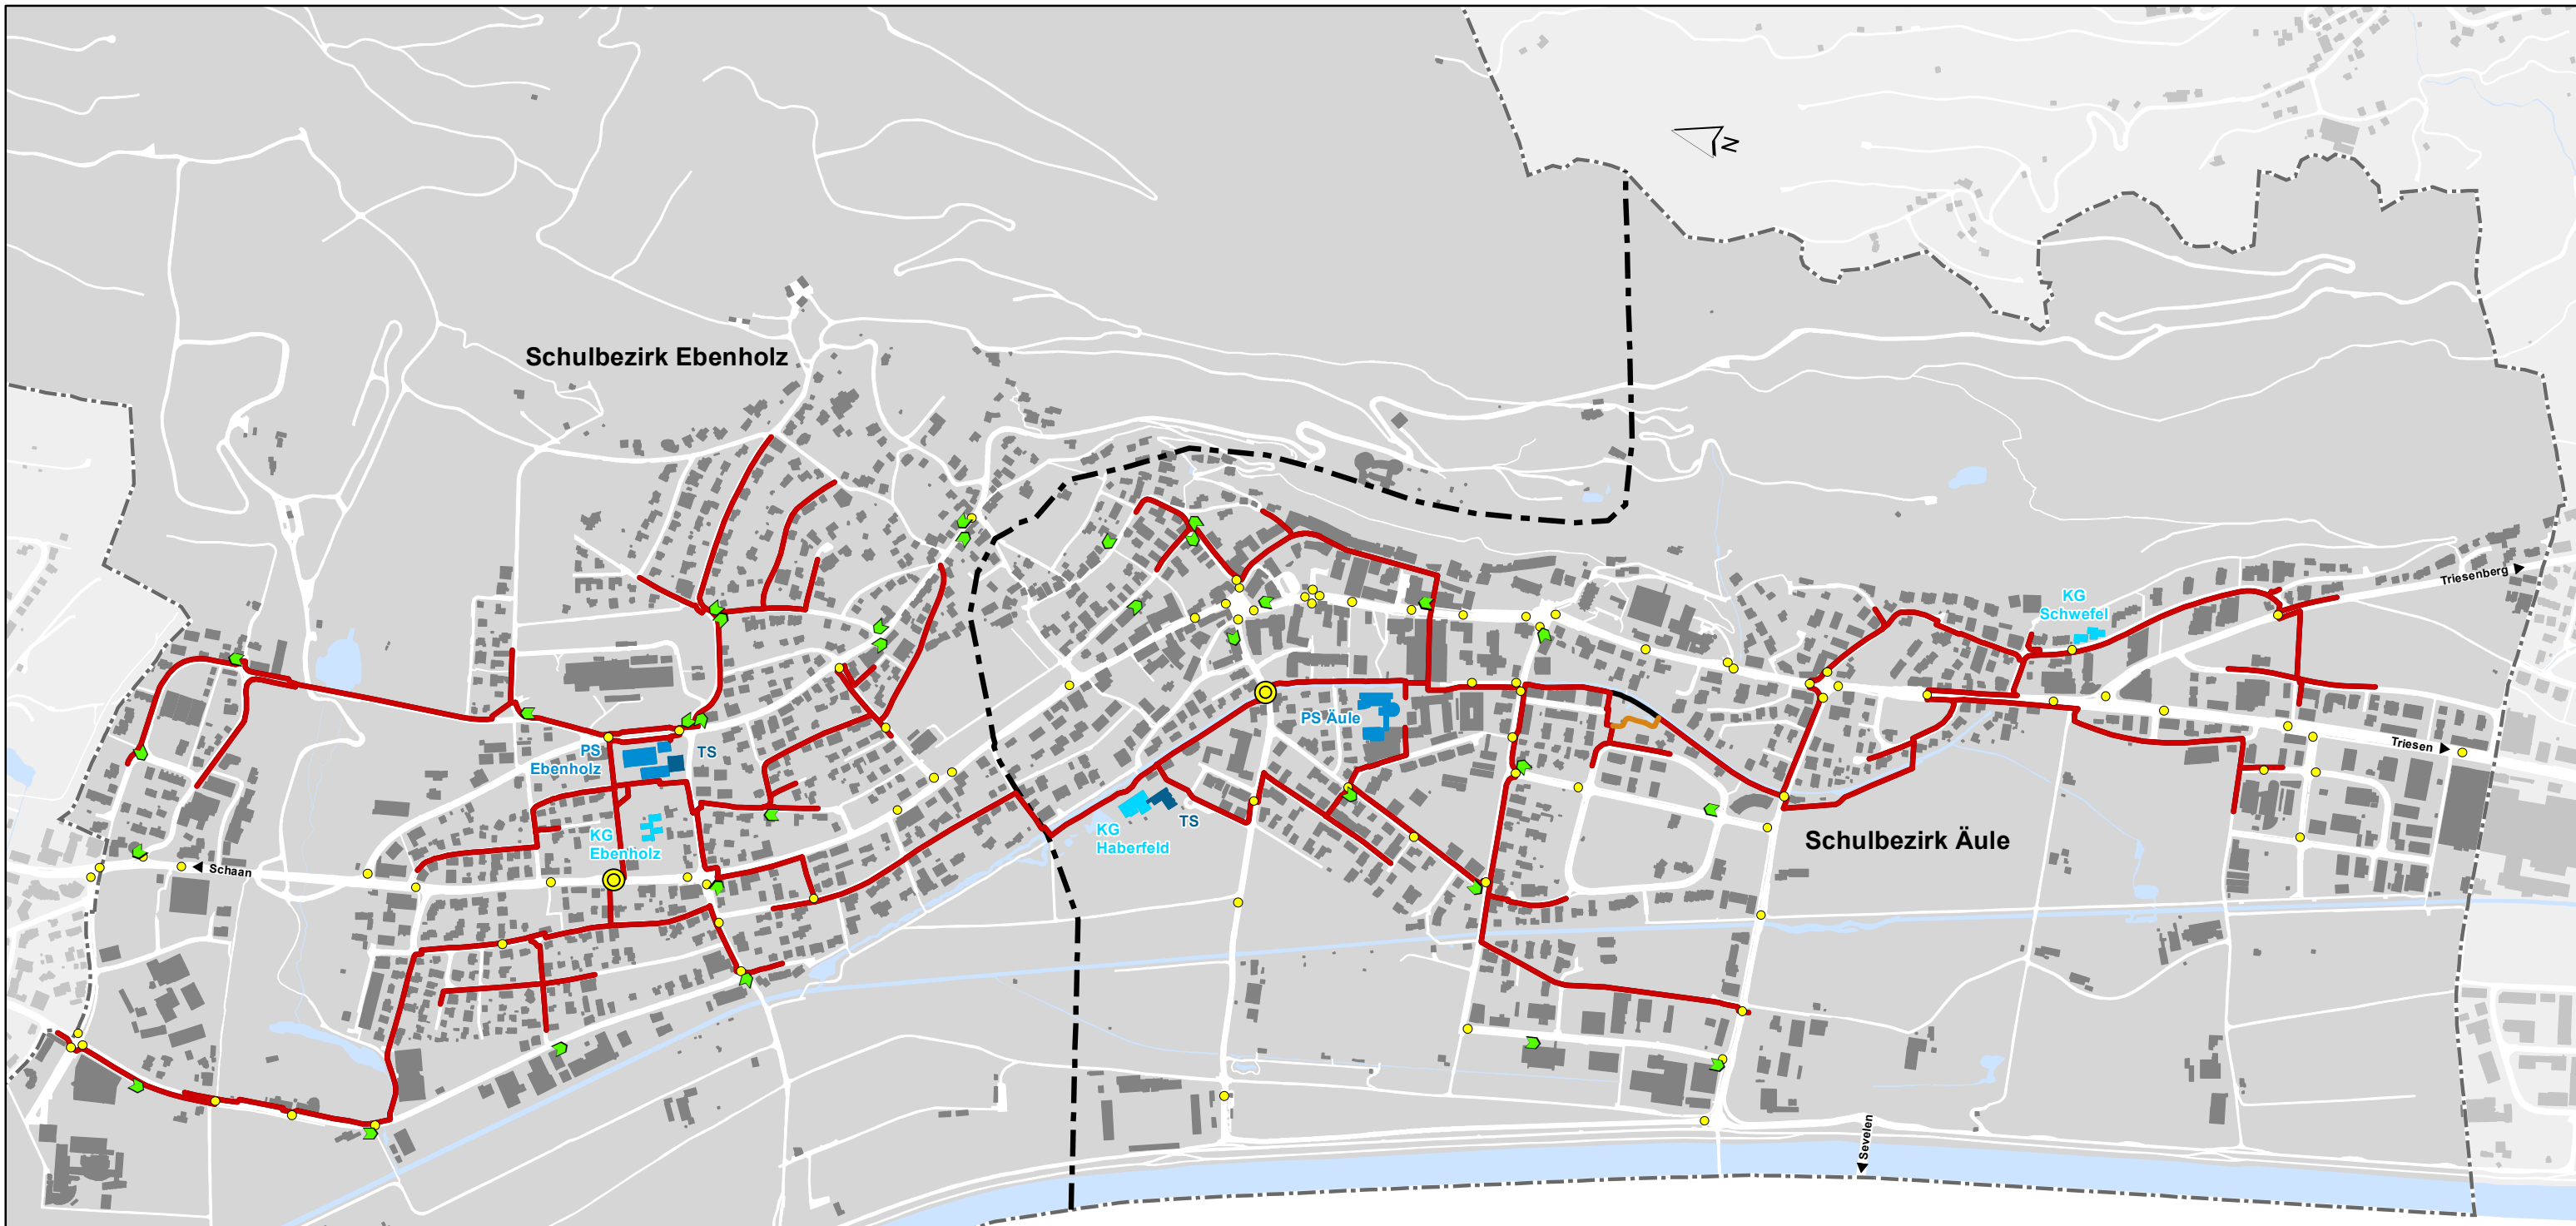 N
Schulbezirk Ebenholz
Triesenberg
KG
Schwefel
PS Äule
PS
Ebenholz
TS
Triesen
KG
Ebenholz
KG
Haberfeld
TS
Schulbezirk Äule
Schaan
Sevelen